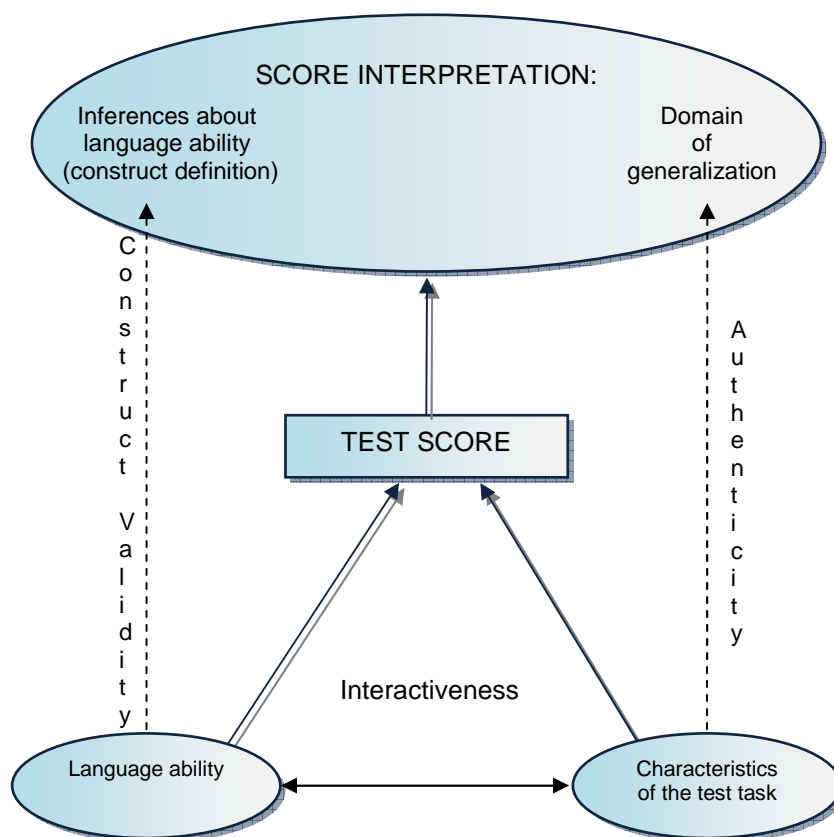 SCORE INTERPRETATION:
Inferences about
language ability
(construct definition)
Domain
of
generalization
Construct Validity
Authenticity
TEST SCORE
Interactiveness
Language ability
Characteristics
of the test task